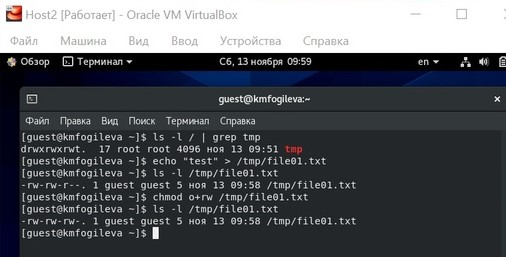 Host2 [Работает] - Oracle VM VirtualBox
Файл Машина Вид Ввод Устройства Справка
Обзор Терминал Сб, 13 ноября 09:59 en
guest@kmfogileva:~
Файл Правка Вид Поиск Терминал Справка
[guest@kmfogileva:~]$ ls -l / | grep tmp
drwxrwxrwt. 17 root root 4096 ноя 13 09:51 tmp
[guest@kmfogileva:~]$ echo "test" > /tmp/file01.txt
[guest@kmfogileva:~]$ ls -l /tmp/file01.txt
-rw-rw-r--. 1 guest guest 5 ноя 13 09:58 /tmp/file01.txt
[guest@kmfogileva:~]$ chmod o+rw /tmp/file01.txt
[guest@kmfogileva:~]$ ls -l /tmp/file01.txt
-rw-rw-rw-. 1 guest guest 5 ноя 13 09:58 /tmp/file01.txt
[guest@kmfogileva:~]$